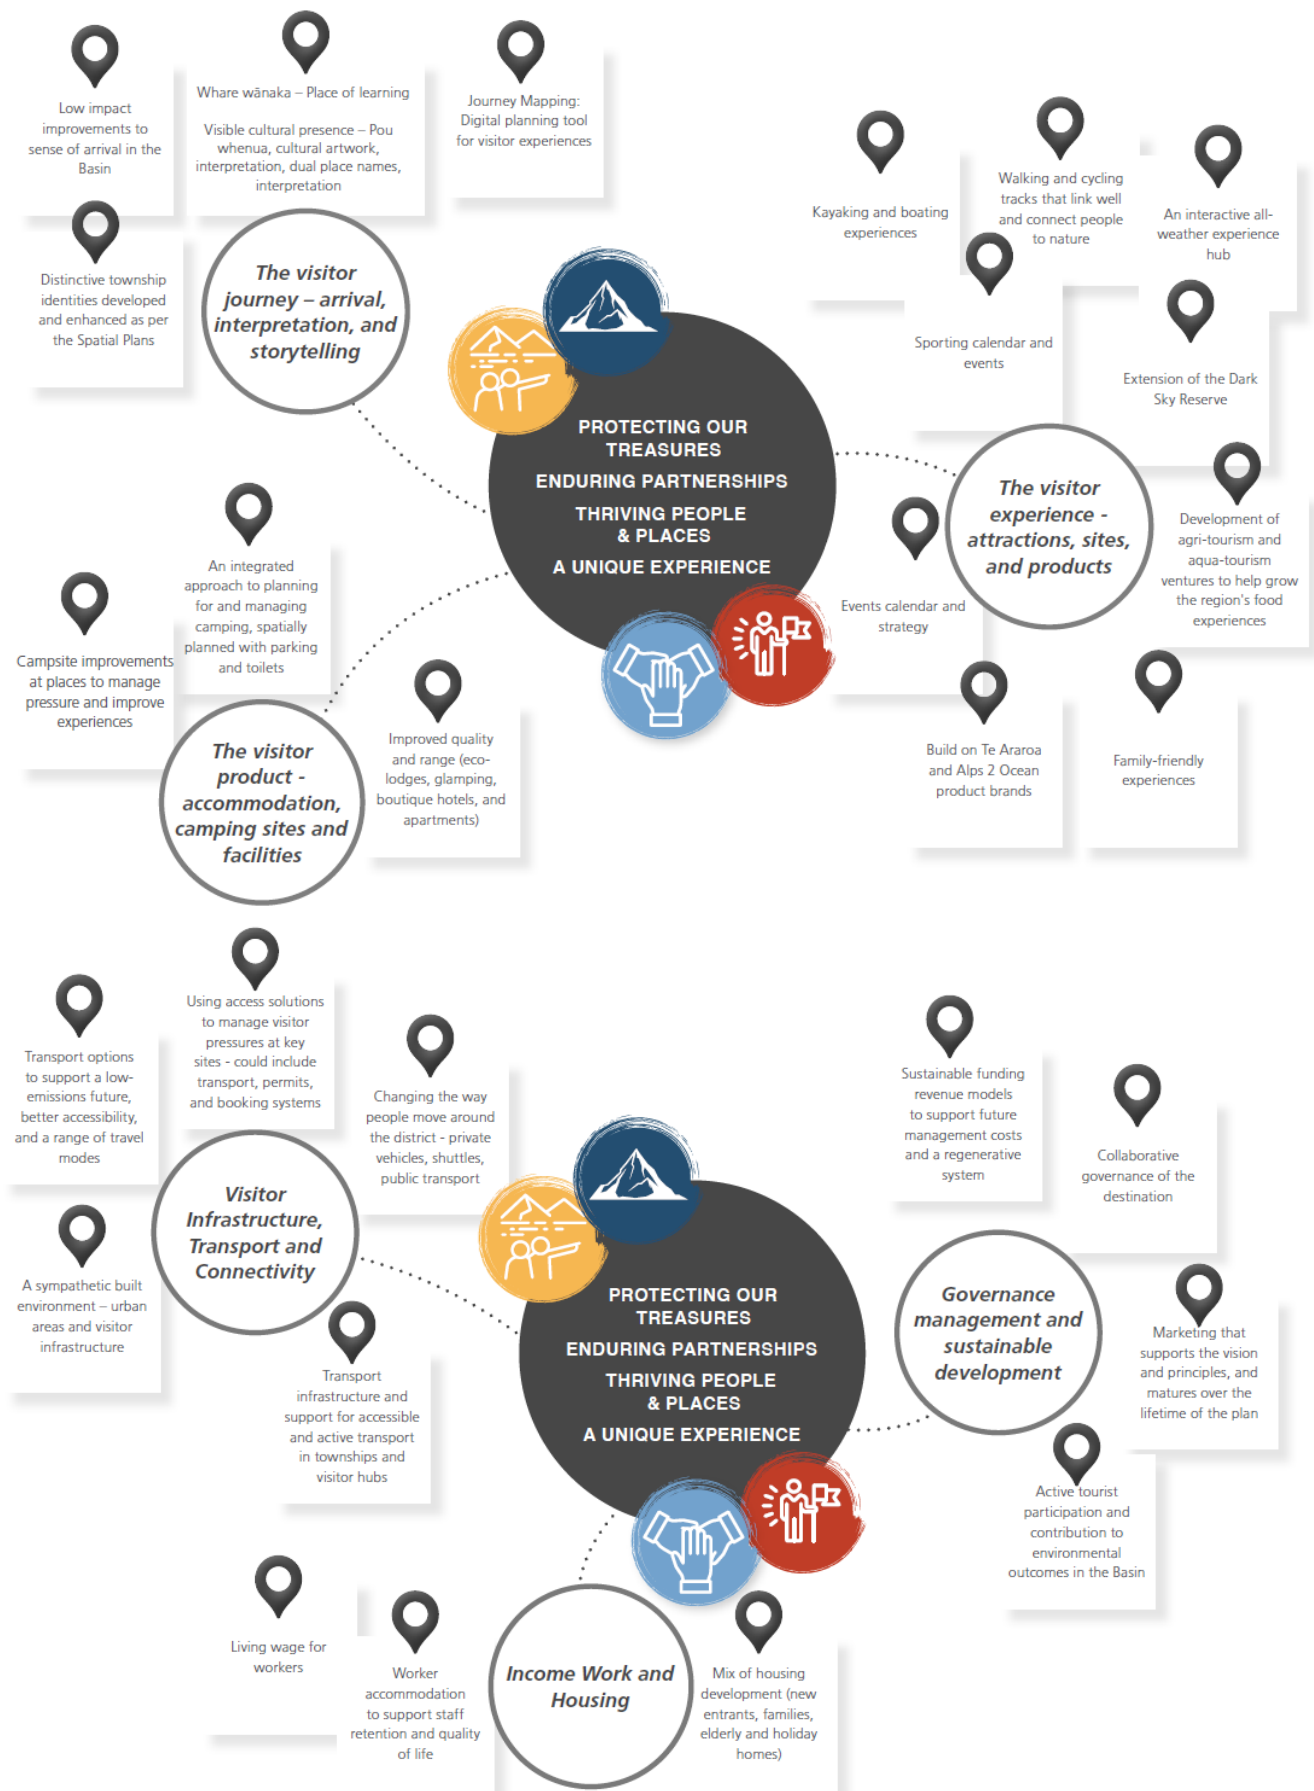 Low impact
improvements to
sense of arrival in the
Basin
Whare wānaka – Place of learning
Visible cultural presence – Pou
whenua, cultural artwork,
interpretation, dual place names,
interpretation
Journey Mapping:
Digital planning tool
for visitor experiences
Distinctive township
identities developed
and enhanced as per
the Spatial Plans
The visitor
journey – arrival,
interpretation, and
storytelling
Kayaking and boating
experiences
Walking and cycling
tracks that link well
and connect people
to nature
An interactive all-
weather experience
hub
Sporting calendar and
events
Extension of the Dark
Sky Reserve
PROTECTING OUR
TREASURES
ENDURING PARTNERSHIPS
THRIVING PEOPLE
& PLACES
A UNIQUE EXPERIENCE
The visitor
experience -
attractions, sites,
and products
Development of
agri-tourism and
aqua-tourism
ventures to help grow
the region's food
experiences
Events calendar and
strategy
Build on Te Araroa
and Alps 2 Ocean
product brands
Family-friendly
experiences
An integrated
approach to planning
for and managing
camping, spatially
planned with parking
and toilets
Campsite improvements
at places to manage
pressure and improve
experiences
The visitor
product -
accommodation,
camping sites and
facilities
Improved quality
and range (eco-
lodges, glamping,
boutique hotels, and
apartments)
Transport options
to support a low-
emissions future,
better accessibility,
and a range of travel
modes
Using access solutions
to manage visitor
pressures at key
sites - could include
transport, permits,
and booking systems
Changing the way
people move around
the district - private
vehicles, shuttles,
public transport
Visitor
Infrastructure,
Transport and
Connectivity
A sympathetic built
environment – urban
areas and visitor
infrastructure
Transport
infrastructure and
support for accessible
and active transport
in townships and
visitor hubs
PROTECTING OUR
TREASURES
ENDURING PARTNERSHIPS
THRIVING PEOPLE
& PLACES
A UNIQUE EXPERIENCE
Sustainable funding
revenue models
to support future
management costs
and a regenerative
system
Collaborative
governance of the
destination
Governance
management and
sustainable
development
Marketing that
supports the vision
and principles, and
matures over the
lifetime of the plan
Active tourist
participation and
contribution to
environmental
outcomes in the Basin
Living wage for
workers
Worker
accommodation
to support staff
retention and quality
of life
Income Work and
Housing
Mix of housing
development (new
entrants, families,
elderly and holiday
homes)